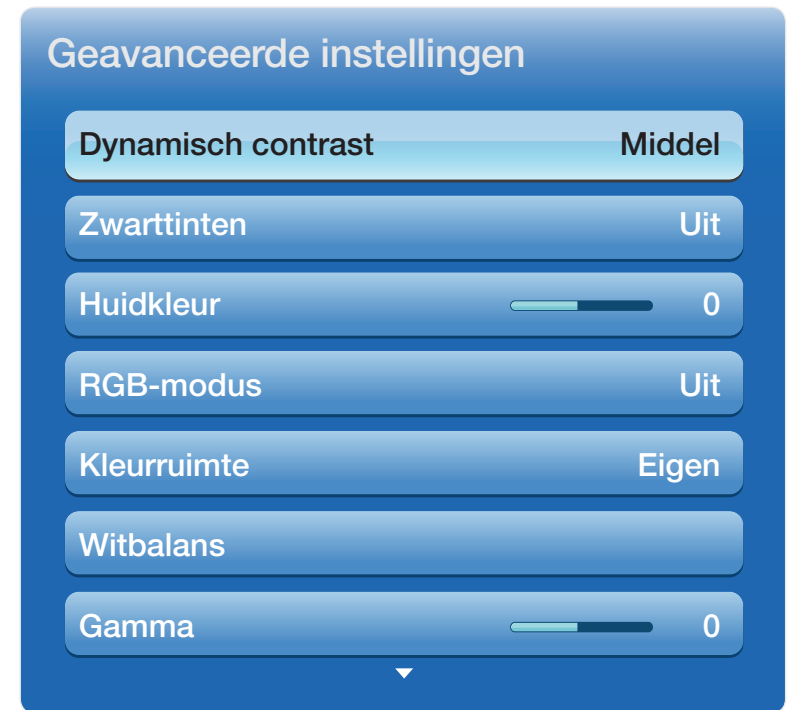 Geavanceerde instellingen
Dynamisch contrast Middel
Zwarttinten Uit
Huidkleur 0
RGB-modus Uit
Kleurruimte Eigen
Witbalans
Gamma 0